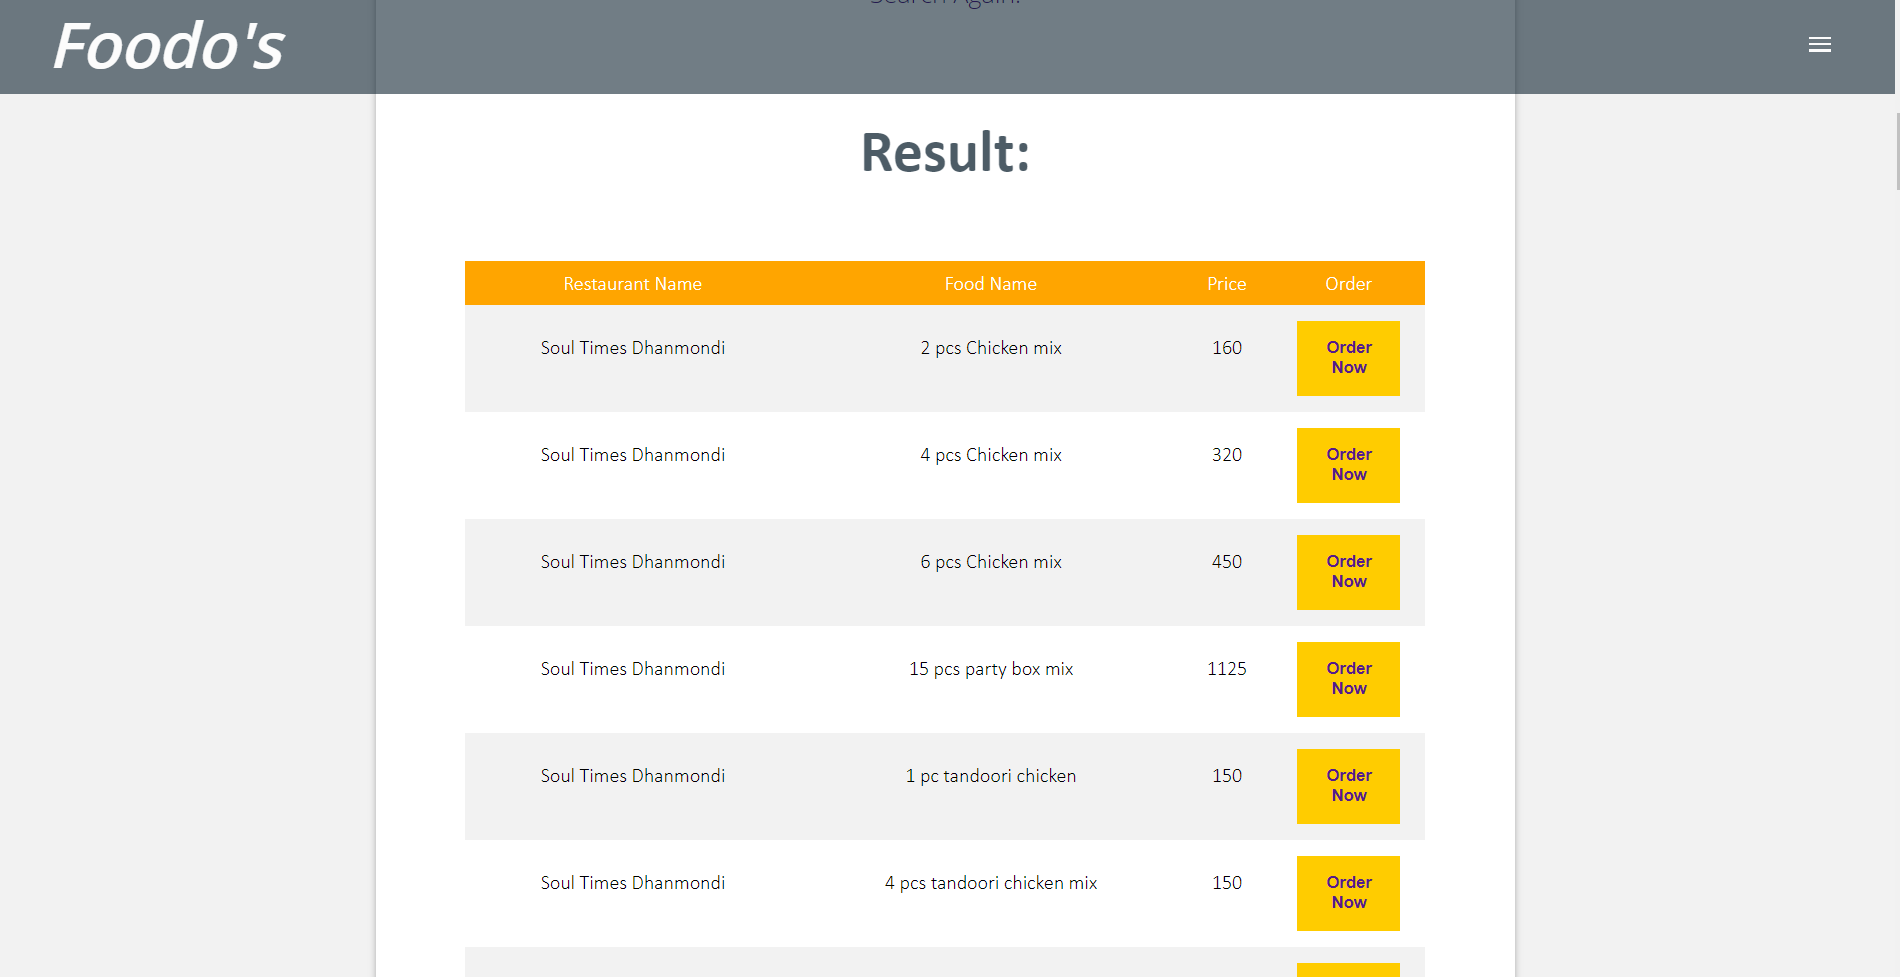 Search Again!
Foodo's
Result:
Restaurant Name Food Name Price Order
Soul Times Dhanmondi 2 pcs Chicken mix 160 Order
Now
Soul Times Dhanmondi 4 pcs Chicken mix 320 Order
Now
Soul Times Dhanmondi 6 pcs Chicken mix 450 Order
Now
Soul Times Dhanmondi 15 pcs party box mix 1125 Order
Now
Soul Times Dhanmondi 1 pc tandoori chicken 150 Order
Now
Soul Times Dhanmondi 4 pcs tandoori chicken mix 150 Order
Now